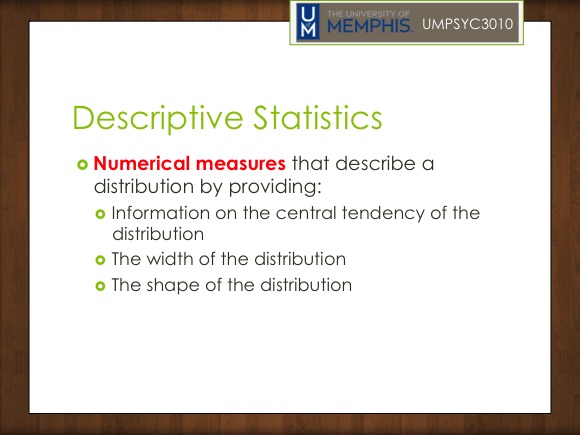 UM
THE UNIVERSITY OF
MEMPHIS.
UMPSYC3010
Descriptive Statistics
Numerical measures that describe a
distribution by providing:
Information on the central tendency of the
distribution
The width of the distribution
The shape of the distribution